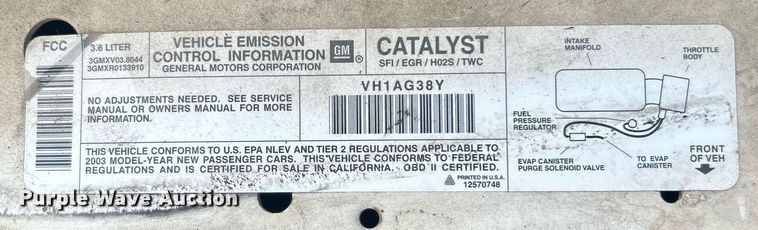 FCC
3.8 LITER
3GMXV03.8044
3GMXR0133910
VEHICLE EMISSION
CONTROL INFORMATION
GENERAL MOTORS CORPORATION
GM
CATALYST
SFI / EGR / H02S / TWC
NO ADJUSTMENTS NEEDED. SEE SERVICE
MANUAL OR OWNERS MANUAL FOR MORE
INFORMATION.
VH1AG38Y
THIS VEHICLE CONFORMS TO U.S. EPA NLEV AND TIER 2 REGULATIONS APPLICABLE TO
2003 MODEL-YEAR NEW PASSENGER CARS. THIS VEHICLE CONFORMS TO FEDERAL
REGULATIONS AND IS CERTIFIED FOR SALE IN CALIFORNIA. OBD II CERTIFIED.
PRINTED IN U.S.A.
12570748
INTAKE
MANIFOLD
THROTTLE
BODY
FUEL
PRESSURE
REGULATOR
EVAP CANISTER
PURGE SOLENOID VALVE
TO EVAP
CANISTER
FRONT
OF VEH
Purple Wave Auction